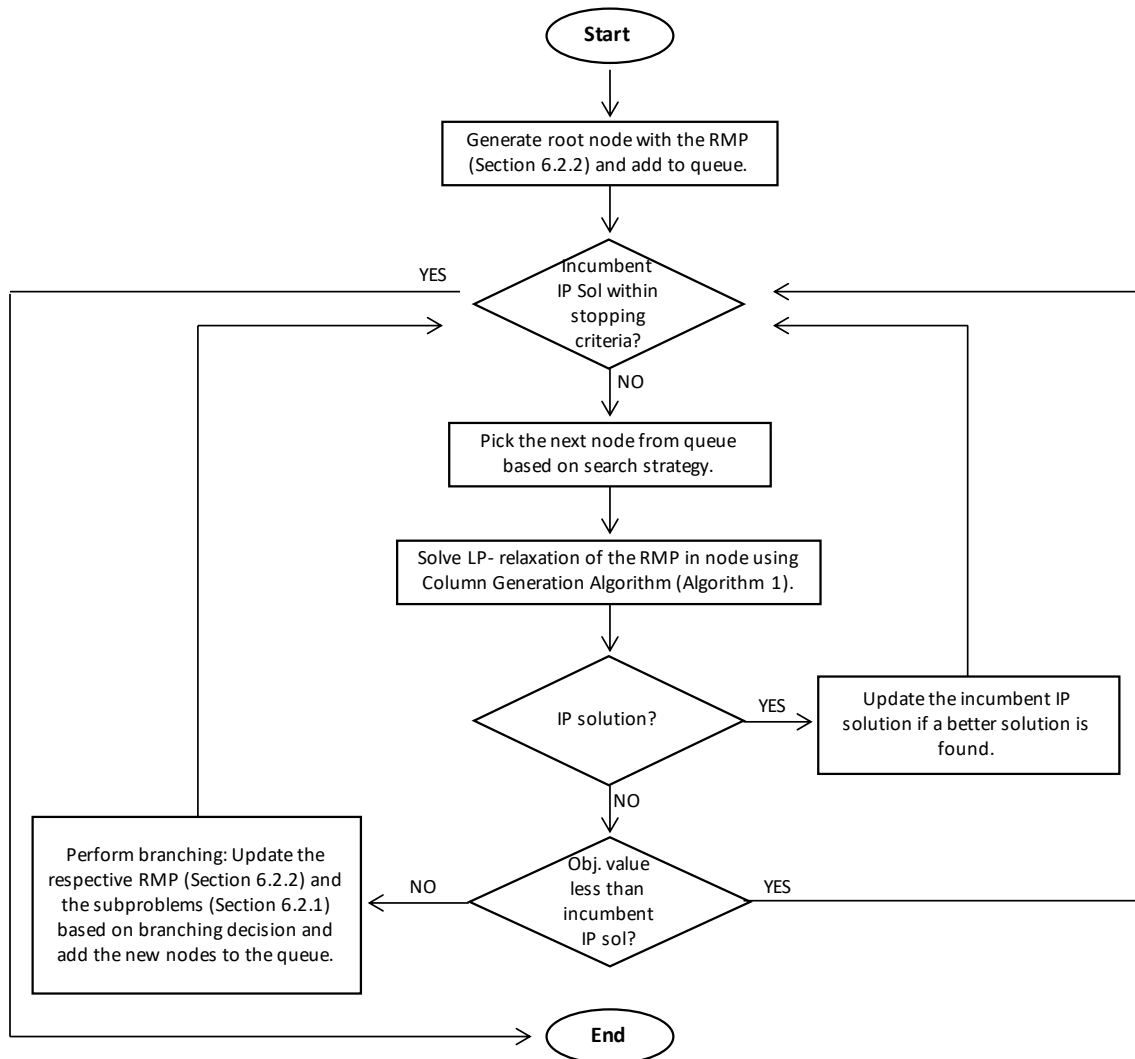 Start
Generate root node with the RMP
(Section 6.2.2) and add to queue.
YES
Incumbent
IP Sol within
stopping
criteria?
NO
Pick the next node from queue
based on search strategy.
Solve LP- relaxation of the RMP in node using
Column Generation Algorithm (Algorithm 1).
IP solution?
YES
Update the incumbent IP
solution if a better solution is
found.
NO
Obj. value
less than
incumbent
IP sol?
YES
NO
Perform branching: Update the
respective RMP (Section 6.2.2) and
the subproblems (Section 6.2.1)
based on branching decision and
add the new nodes to the queue.
End